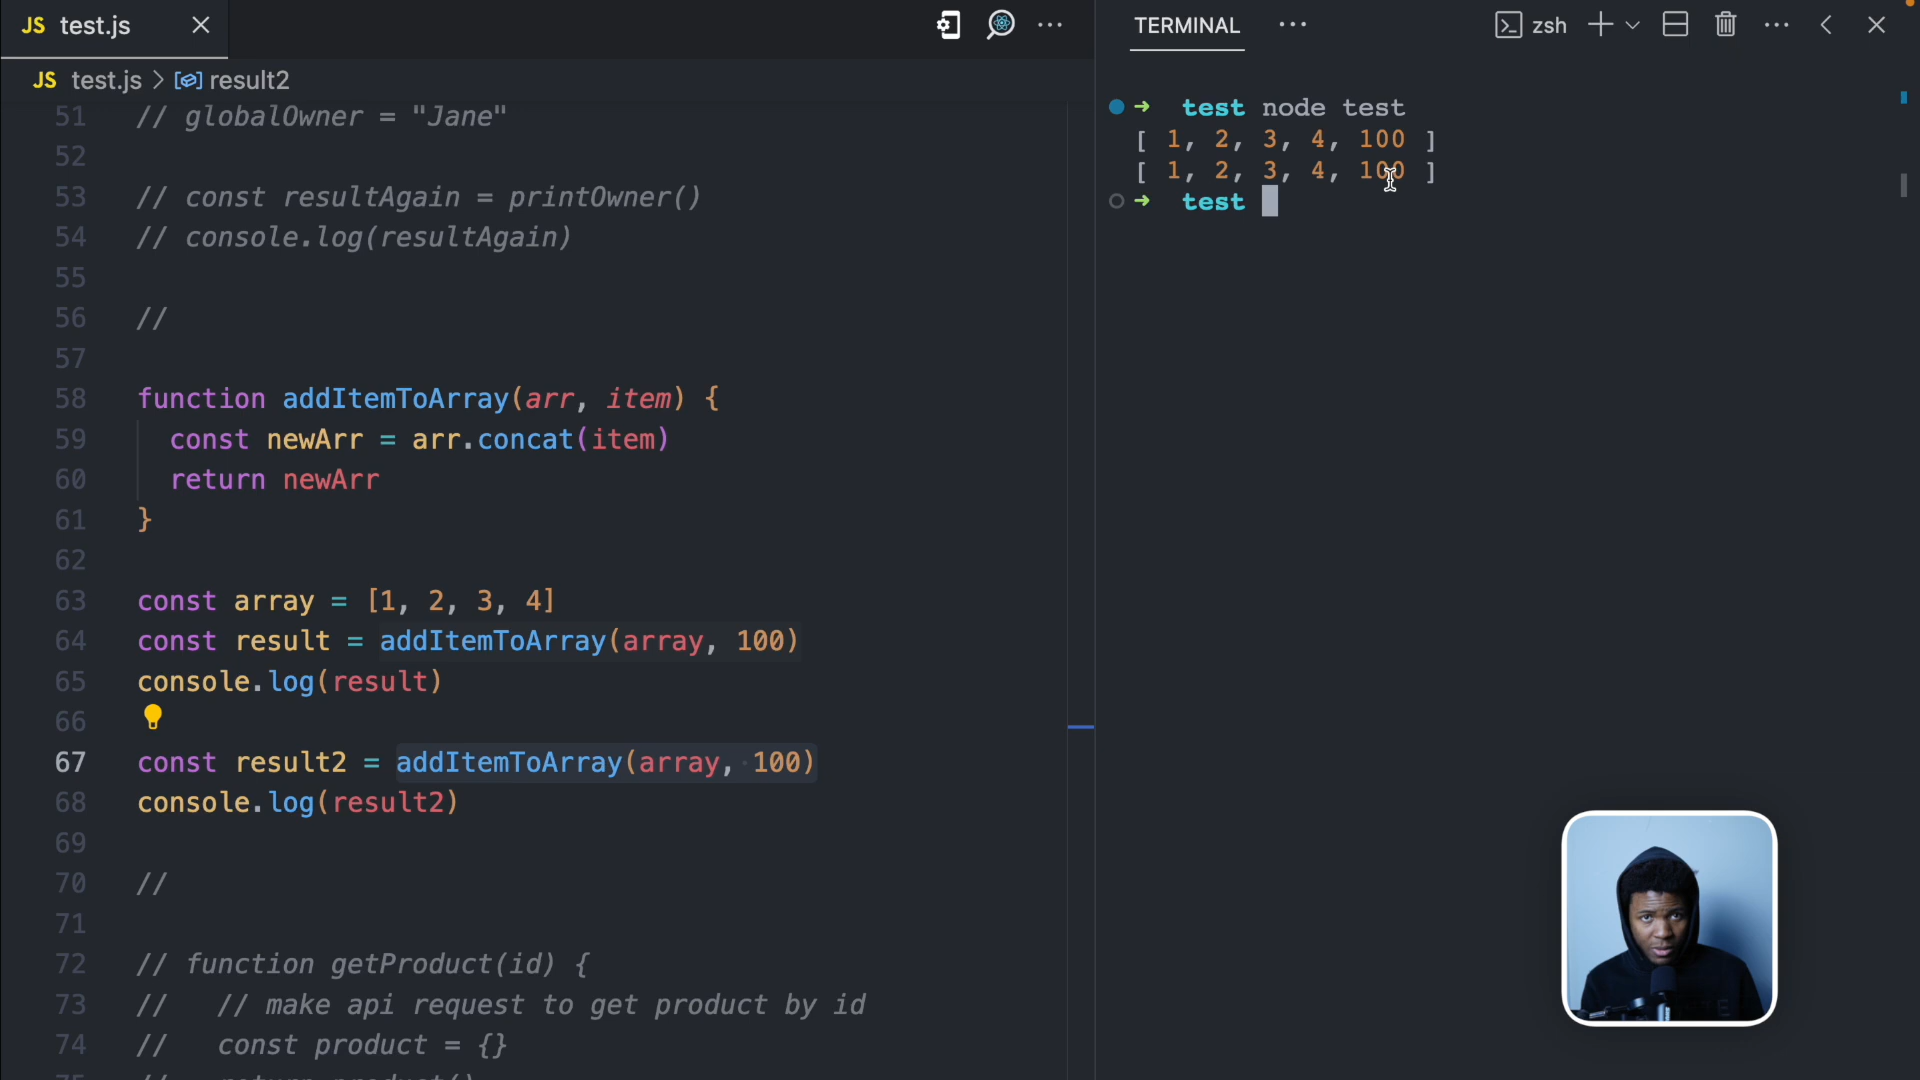 JS test.js
JS test.js > result2
51 // globalOwner = "Jane"
52
53 // const resultAgain = printOwner()
54 // console.log(resultAgain)
55
56 //
57
58 function addItemToArray(arr, item) {
59 const newArr = arr.concat(item)
60 return newArr
61 }
62
63 const array = [1, 2, 3, 4]
64 const result = addItemToArray(array, 100)
65 console.log(result)
66
67 const result2 = addItemToArray(array, 100)
68 console.log(result2)
69
70 //
71
72 // function getProduct(id) {
73 // // make api request to get product by id
74 // const product = {}
TERMINAL
zsh
➜ test node test
[ 1, 2, 3, 4, 100 ]
[ 1, 2, 3, 4, 100 ]
➜ test